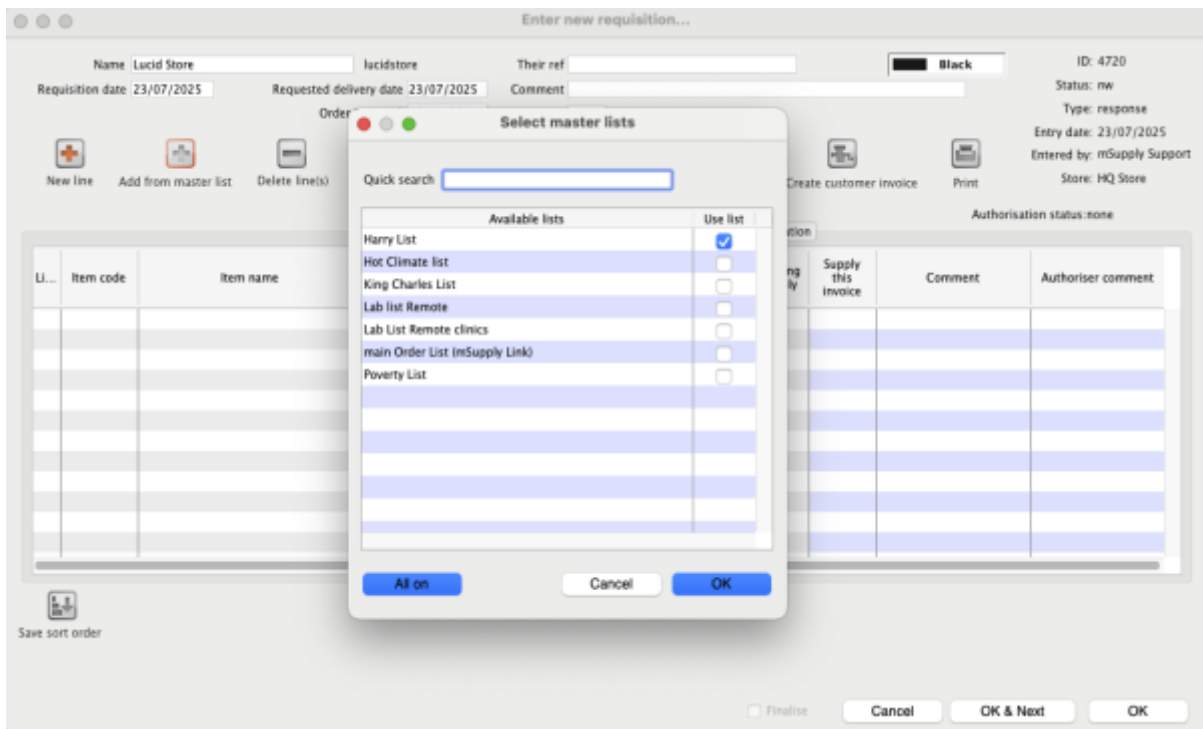 Enter new requisition...
Name Lucid Store lucidstore Their ref Black ID: 4720
Requisition date 23/07/2025 Requested delivery date 23/07/2025 Comment Status: nw
Order Type: response
Select master lists
Entry date: 23/07/2025
Entered by: mSupply Support
New line Add from master list Delete line(s) Quick search Create customer invoice Print Store: HQ Store
Authorisation status:none
Available lists Use list
Li... Item code Item name Supply this invoice Comment Authoriser comment
Harry List
Hot Climate list
King Charles List
Lab list Remote
Lab List Remote clinics
main Order List (mSupply Link)
Poverty List
All on Cancel OK
Save sort order
Finalise Cancel OK & Next OK